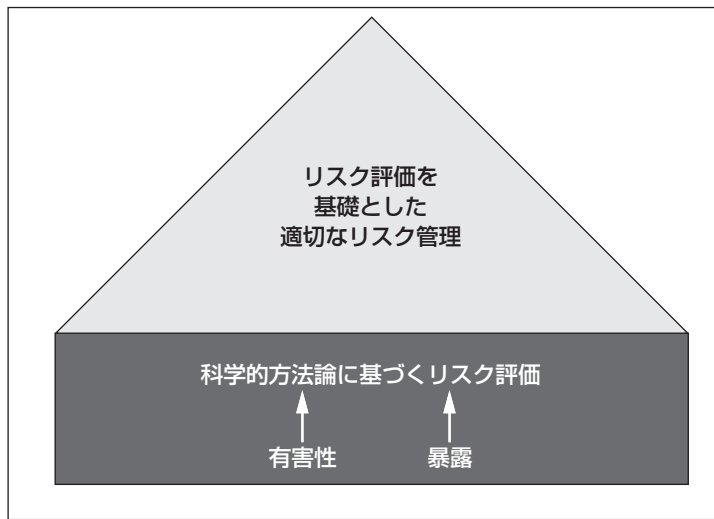 リスク評価を
基礎とした
適切なリスク管理
科学的方法論に基づくリスク評価
有害性
暴露